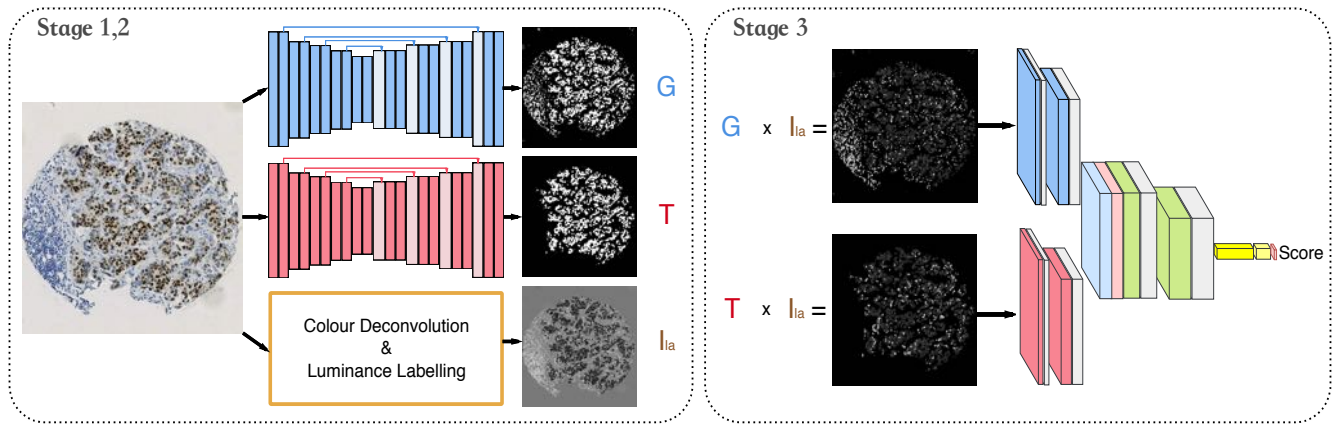 Stage 1,2
G
T
Colour Deconvolution
&
Luminance Labelling
Ila
Stage 3
G x Ila =
T x Ila =
Score